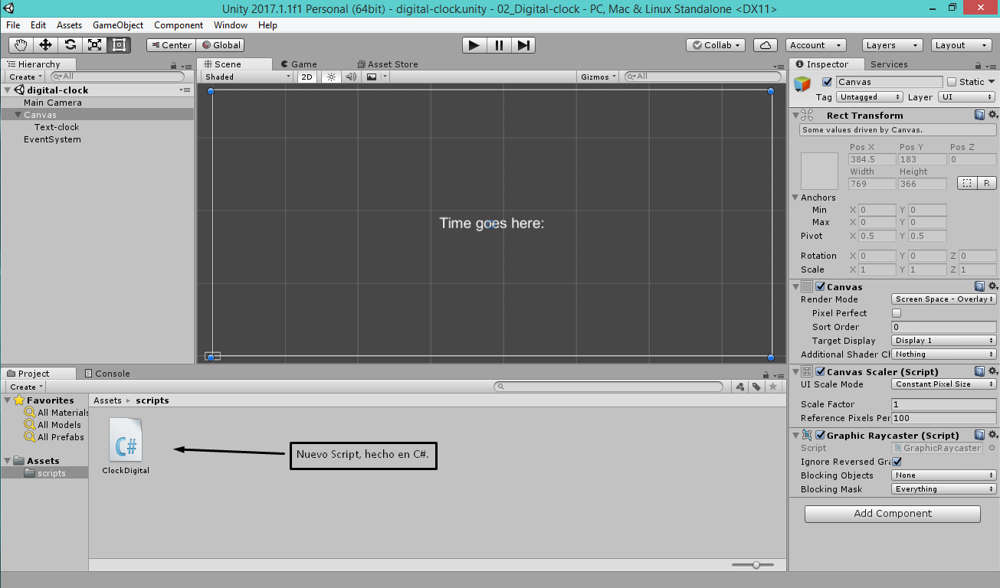 Unity 2017.1.1f1 Personal (64bit) - digital-clock.unity - 02_Digital-clock - PC, Mac & Linux Standalone <DX11>
File Edit Assets GameObject Component Window Help
Center Global Collab Account Layers Layout
Hierarchy
Create All
digital-clock
Main Camera
Canvas
Text-clock
EventSystem
Scene Game Asset Store
Shaded 2D Gizmos All
Time goes here:
Inspector Services
Canvas Static
Tag Untagged Layer UI
Rect Transform
Some values driven by Canvas.
Pos X Pos Y Pos Z
384.5 183 0
Width Height
769 366 R
Anchors
Min X 0 Y 0
Max X 0 Y 0
Pivot X 0.5 Y 0.5
Rotation X 0 Y 0 Z 0
Scale X 1 Y 1 Z 1
Canvas
Render Mode Screen Space - Overlay
Pixel Perfect
Sort Order 0
Target Display Display 1
Additional Shader Cl Nothing
Canvas Scaler (Script)
UI Scale Mode Constant Pixel Size
Scale Factor 1
Reference Pixels Per 100
Graphic Raycaster (Script)
Script GraphicRaycaster
Ignore Reversed Gra
Blocking Objects None
Blocking Mask Everything
Add Component
Project Console
Create
Favorites
All Materials
All Models
All Prefabs
Assets
scripts
Assets scripts
C#
ClockDigital
Nuevo Script, hecho en C#.